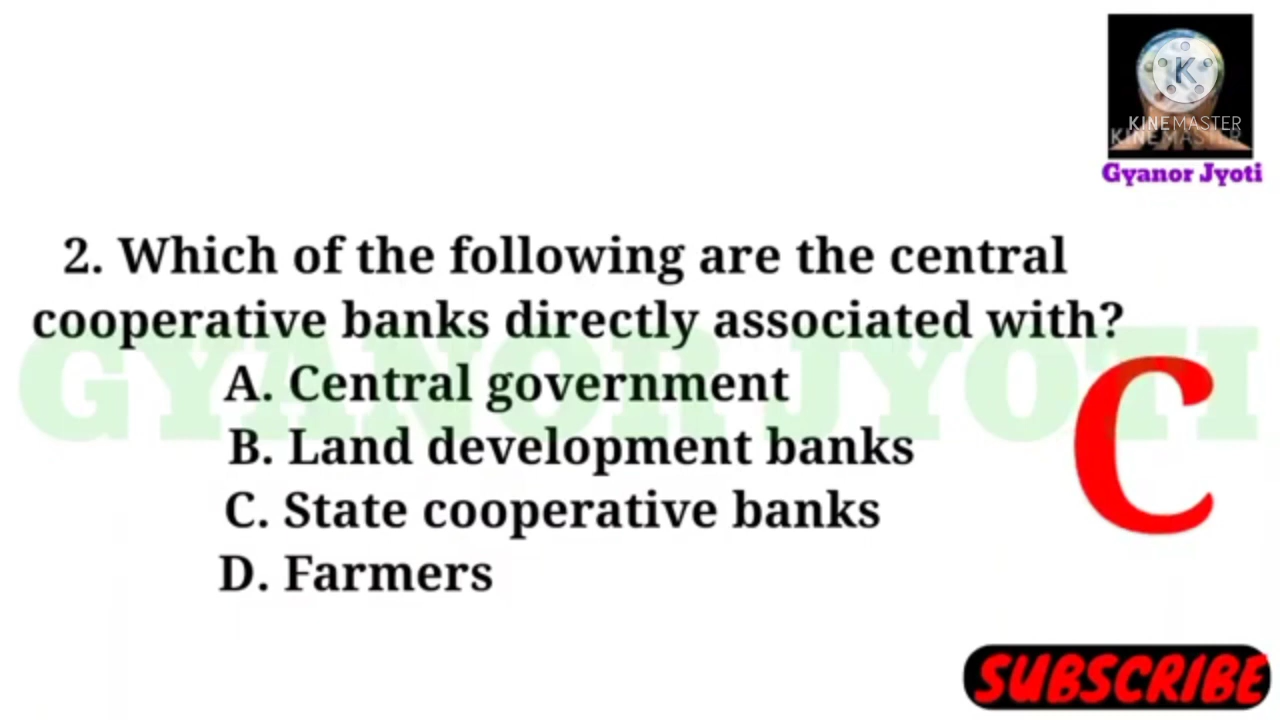 K
KINEMASTER
KINEMASTER
Gyanor Jyoti
2. Which of the following are the central
cooperative banks directly associated with?
GYANOR JYOTI
A. Central government
B. Land development banks
C. State cooperative banks
D. Farmers
C
SUBSCRIBE